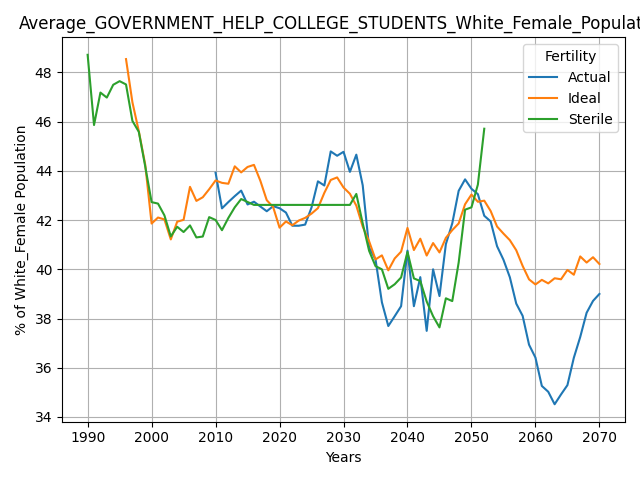 Average_GOVERNMENT_HELP_COLLEGE_STUDENTS_White_Female_Populat
Fertility
Actual
Ideal
Sterile
% of White_Female Population
48
46
44
42
40
38
36
34
1990
2000
2010
2020
2030
2040
2050
2060
2070
Years